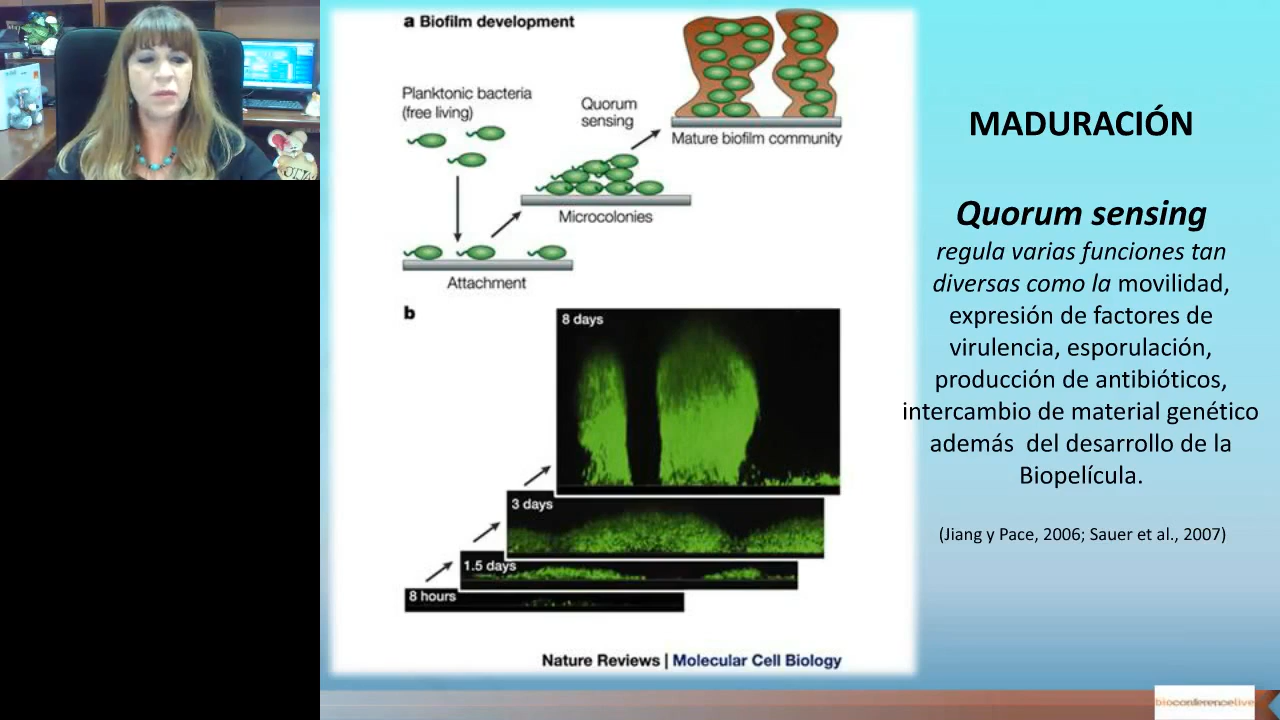 a Biofilm development
Planktonic bacteria
(free living)
Quorum
sensing
Mature biofilm community
Microcolonies
Attachment
b
8 days
3 days
1.5 days
8 hours
Nature Reviews | Molecular Cell Biology
MADURACIÓN
Quorum sensing
regula varias funciones tan
diversas como la movilidad,
expresión de factores de
virulencia, esporulación,
producción de antibióticos,
intercambio de material genético
además del desarrollo de la
Biopelícula.
(Jiang y Pace, 2006; Sauer et al., 2007)
bioconferencelive